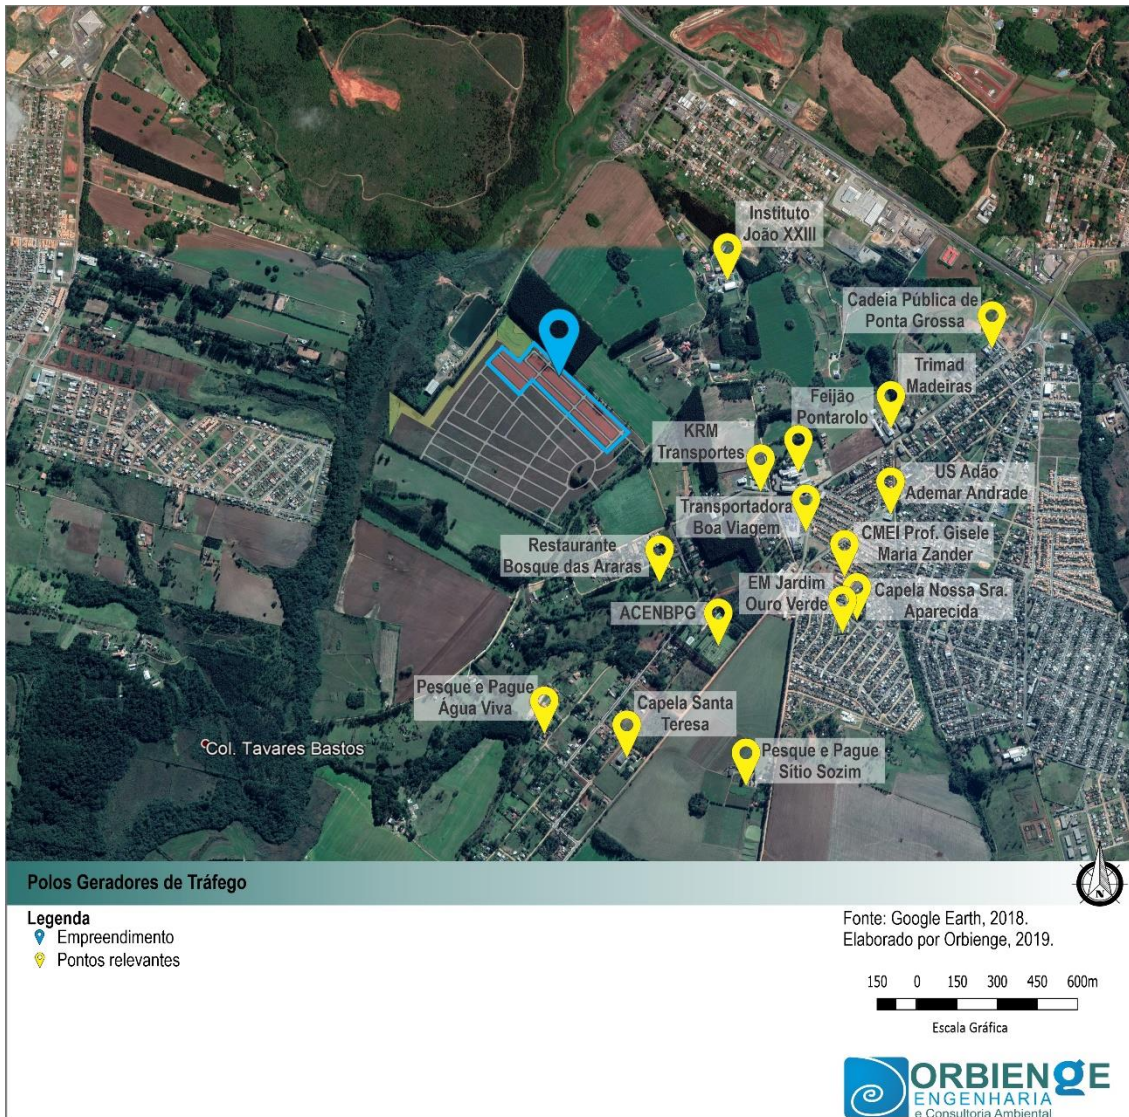 Instituto
João XXIII
Cadeia Pública de
Ponta Grossa
Trimad
Madeiras
Feijão
Pontarolo
KRM
Transportes
US Adão
Ademar Andrade
Transportadora
Boa Viagem
CMEI Prof. Gisele
Maria Zander
Restaurante
Bosque das Araras
EM Jardim
Ouro Verde
Capela Nossa Sra.
Aparecida
ACENBPG
Pesque e Pague
Água Viva
Capela Santa
Teresa
Col. Tavares Bastos
Pesque e Pague
Sítio Sozim
Polos Geradores de Tráfego
N
Legenda
Empreendimento
Pontos relevantes
Fonte: Google Earth, 2018.
Elaborado por Orbienge, 2019.
150 0 150 300 450 600m
Escala Gráfica
ORBIENGE
ENGENHARIA
e Consultoria Ambiental